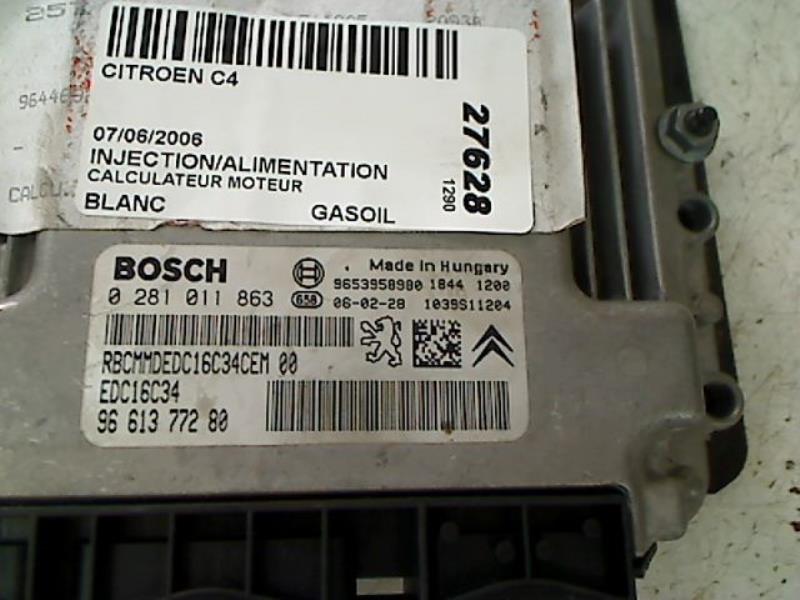 CITROEN C4
07/06/2006
INJECTION/ALIMENTATION
CALCULATEUR MOTEUR
BLANC GASOIL
27628
1290
BOSCH
Made in Hungary
9653958980 1844 1200
0 281 011 863 658 06-02-28 1039S11204
RBCMMDEDC16C34CEM 00
EDC16C34
96 613 772 80